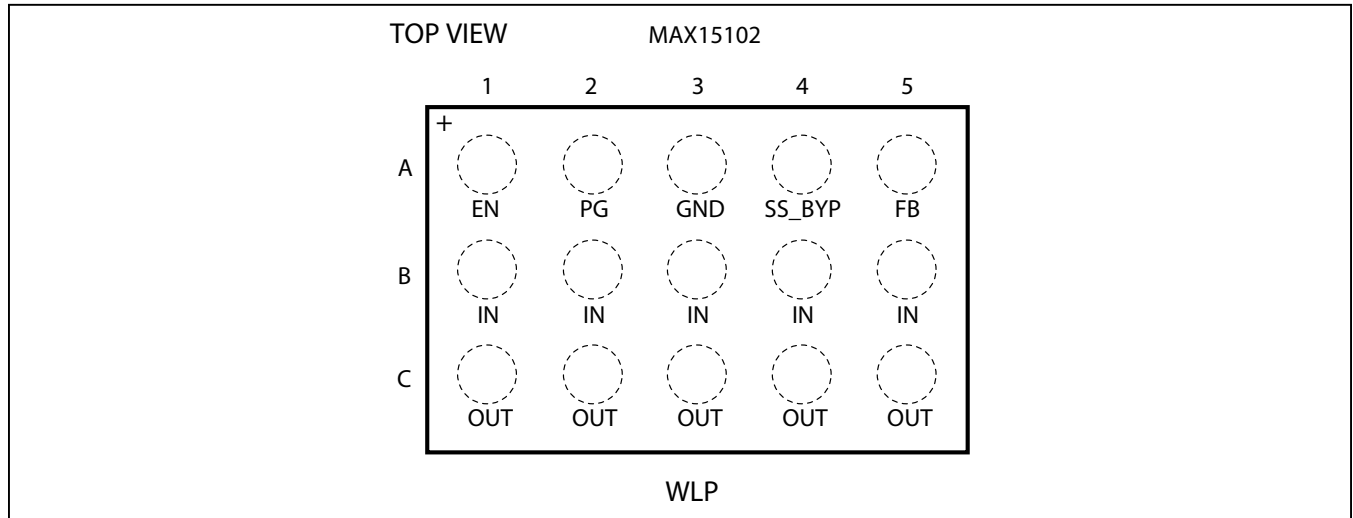 TOP VIEW MAX15102
1 2 3 4 5
+
A
EN PG GND SS_BYP FB
B
IN IN IN IN IN
C
OUT OUT OUT OUT OUT
WLP